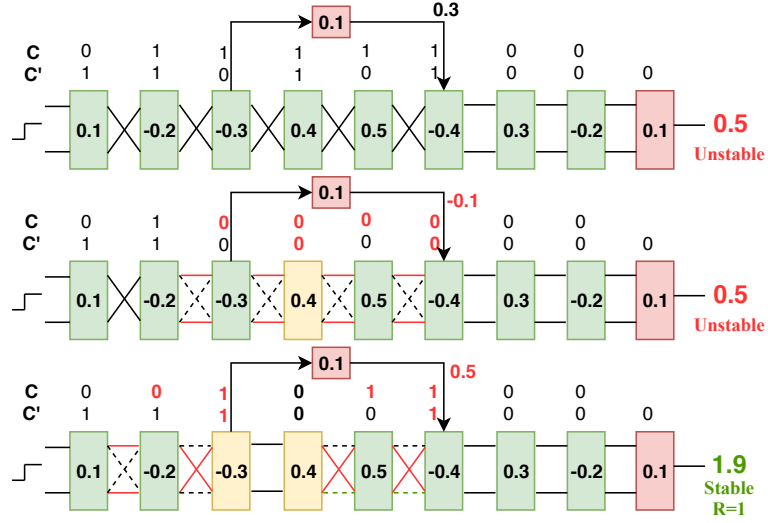 0.1 0.3
C 0 1 1 1 1 1 0 0
C' 1 1 0 1 0 1 0 0 0
0.1 -0.2 -0.3 0.4 0.5 -0.4 0.3 -0.2 0.1 0.5
Unstable
0.1 -0.1
C 0 1 0 0 0 0 0 0
C' 1 1 0 0 0 0 0 0 0
0.1 -0.2 -0.3 0.4 0.5 -0.4 0.3 -0.2 0.1 0.5
Unstable
0.1 0.5
C 0 0 1 0 1 1 0 0
C' 1 1 1 0 0 1 0 0 0
0.1 -0.2 -0.3 0.4 0.5 -0.4 0.3 -0.2 0.1 1.9
Stable
R=1